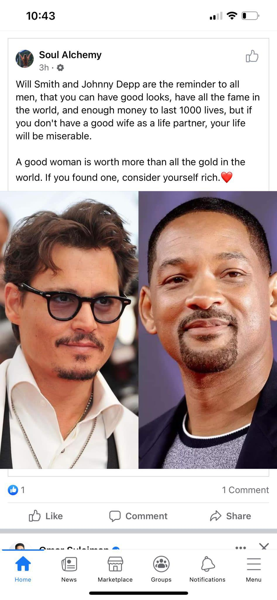 10:43
Soul Alchemy
3h ·
Will Smith and Johnny Depp are the reminder to all
men, that you can have good looks, have all the fame in
the world, and enough money to last 1000 lives, but if
you don't have a good wife as a life partner, your life
will be miserable.
A good woman is worth more than all the gold in the
world. If you found one, consider yourself rich.❤️
1
1 Comment
Like
Comment
Share
Home
News
Marketplace
Groups
Notifications
Menu